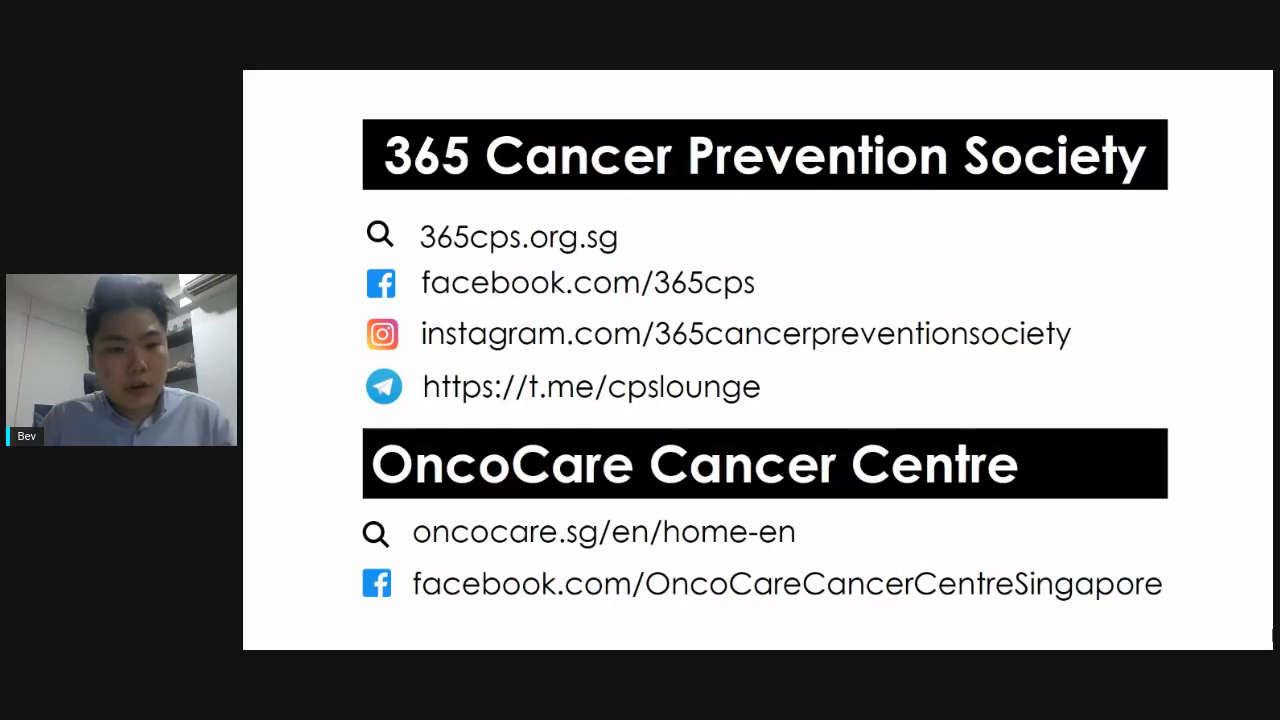 365 Cancer Prevention Society
365cps.org.sg
facebook.com/365cps
instagram.com/365cancerpreventionsociety
https://t.me/cpslounge
OncoCare Cancer Centre
oncocare.sg/en/home-en
facebook.com/OncoCareCancerCentreSingapore
Bev